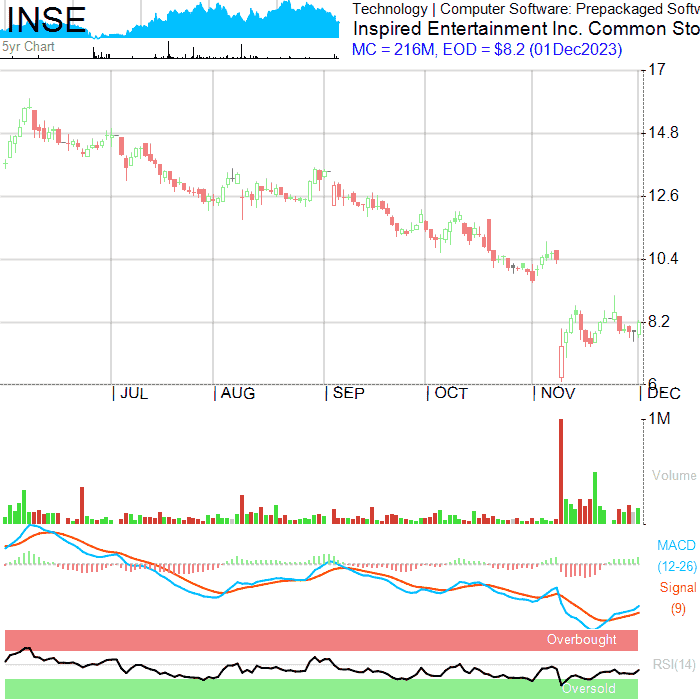 INSE
5yr Chart
Technology | Computer Software: Prepackaged Softw
Inspired Entertainment Inc. Common Sto
MC = 216M, EOD = $8.2 (01Dec2023)
17
14.8
12.6
10.4
8.2
6
JUL AUG SEP OCT NOV DEC
1M
Volume
MACD
(12-26)
Signal
(9)
Overbought
RSI(14)
Oversold